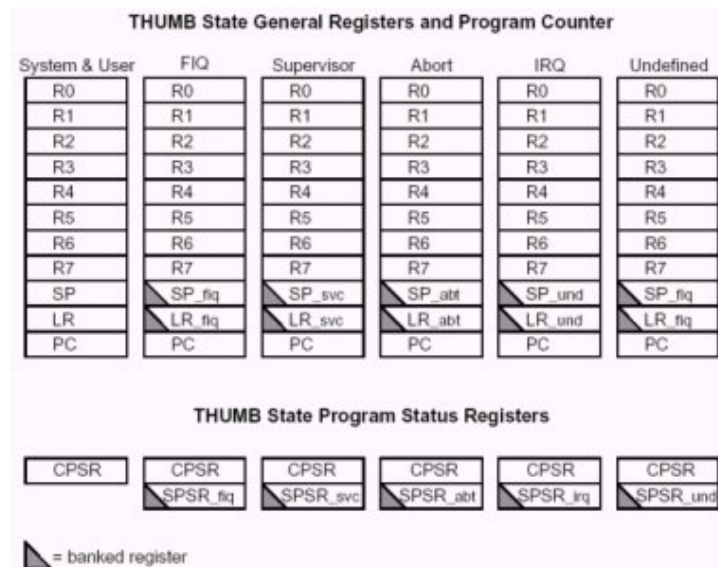 THUMB State General Registers and Program Counter
System & User FIQ Supervisor Abort IRQ Undefined
R0 R0 R0 R0 R0 R0
R1 R1 R1 R1 R1 R1
R2 R2 R2 R2 R2 R2
R3 R3 R3 R3 R3 R3
R4 R4 R4 R4 R4 R4
R5 R5 R5 R5 R5 R5
R6 R6 R6 R6 R6 R6
R7 R7 R7 R7 R7 R7
SP SP_fiq SP_svc SP_abt SP_und SP_fiq
LR LR_fiq LR_svc LR_abt LR_und LR_fiq
PC PC PC PC PC PC
THUMB State Program Status Registers
CPSR CPSR CPSR CPSR CPSR CPSR
SPSR_fiq SPSR_svc SPSR_abt SPSR_irq SPSR_und
= banked register